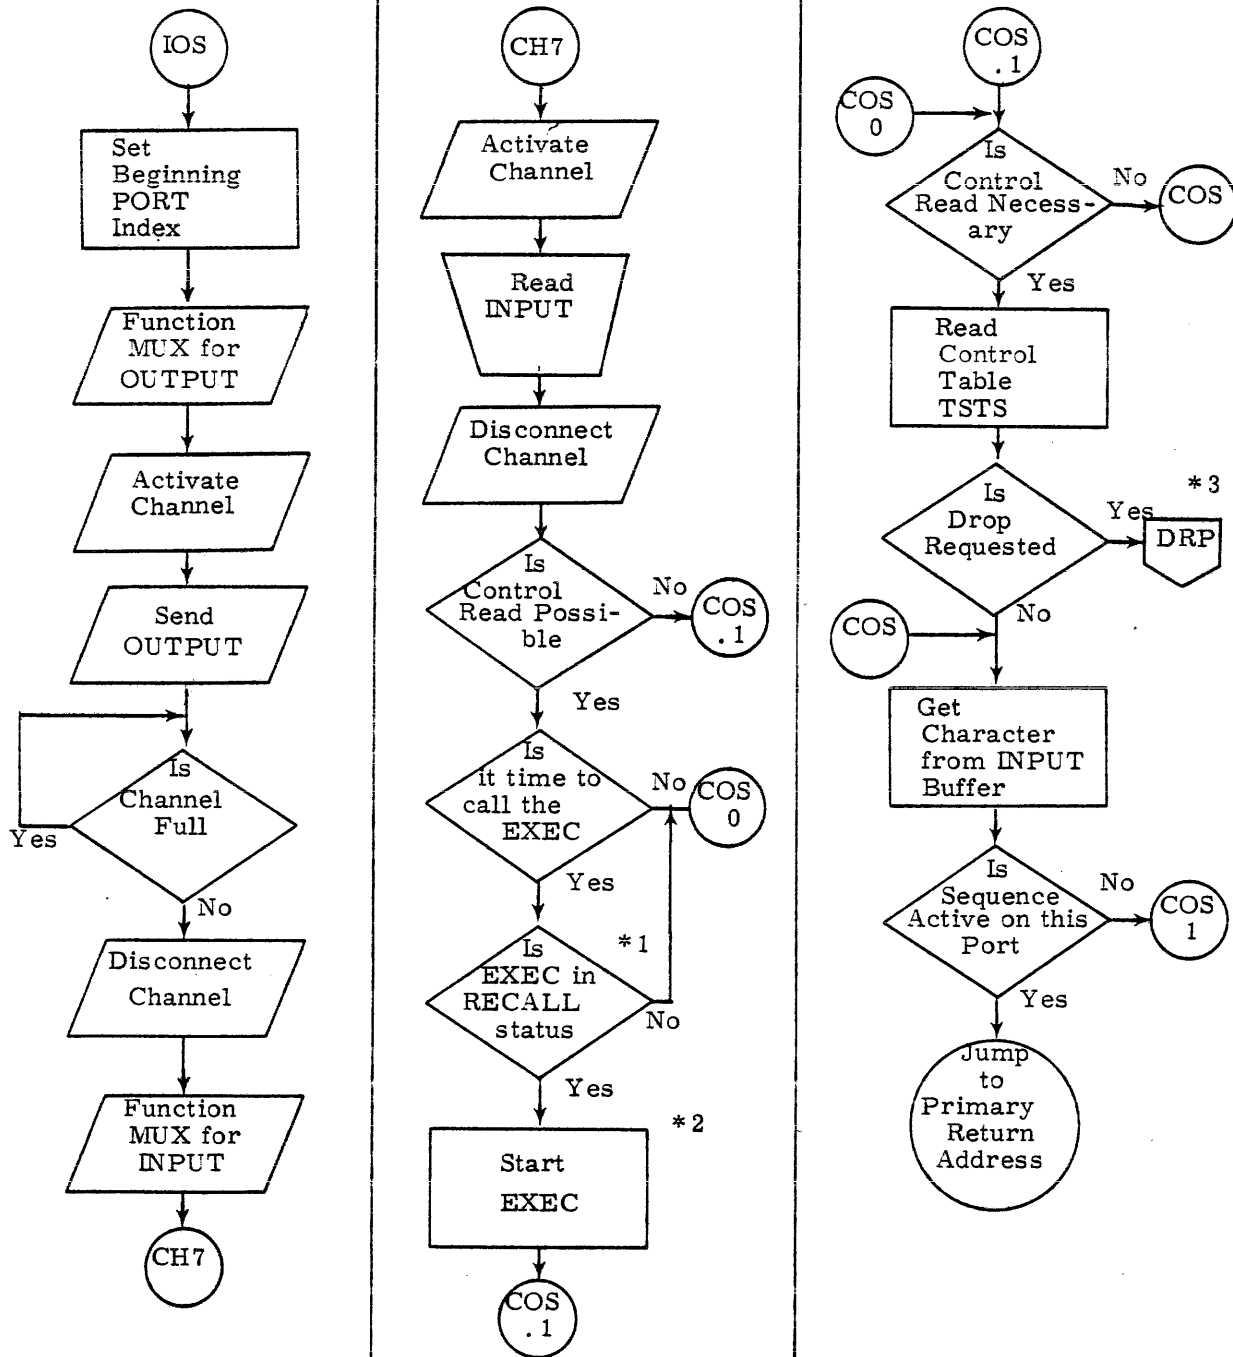 IOS
Set
Beginning
PORT
Index
Function
MUX for
OUTPUT
Activate
Channel
Send
OUTPUT
Is
Channel
Full
Yes
No
Disconnect
Channel
Function
MUX for
INPUT
CH7
CH7
Activate
Channel
Read
INPUT
Disconnect
Channel
Is
Control
Read Possi-
ble
No
COS
. 1
Yes
Is
it time to
call the
EXEC
No
COS
0
Yes
Is
EXEC in
RECALL
status
*1
No
Yes
*2
Start
EXEC
COS
. 1
COS
. 1
COS
0
Is
Control
Read Necess-
ary
No
COS
Yes
Read
Control
Table
TSTS
Is
Drop
Requested
*3
Yes
DRP
No
COS
Get
Character
from INPUT
Buffer
Is
Sequence
Active on this
Port
No
COS
1
Yes
Jump
to
Primary
Return
Address